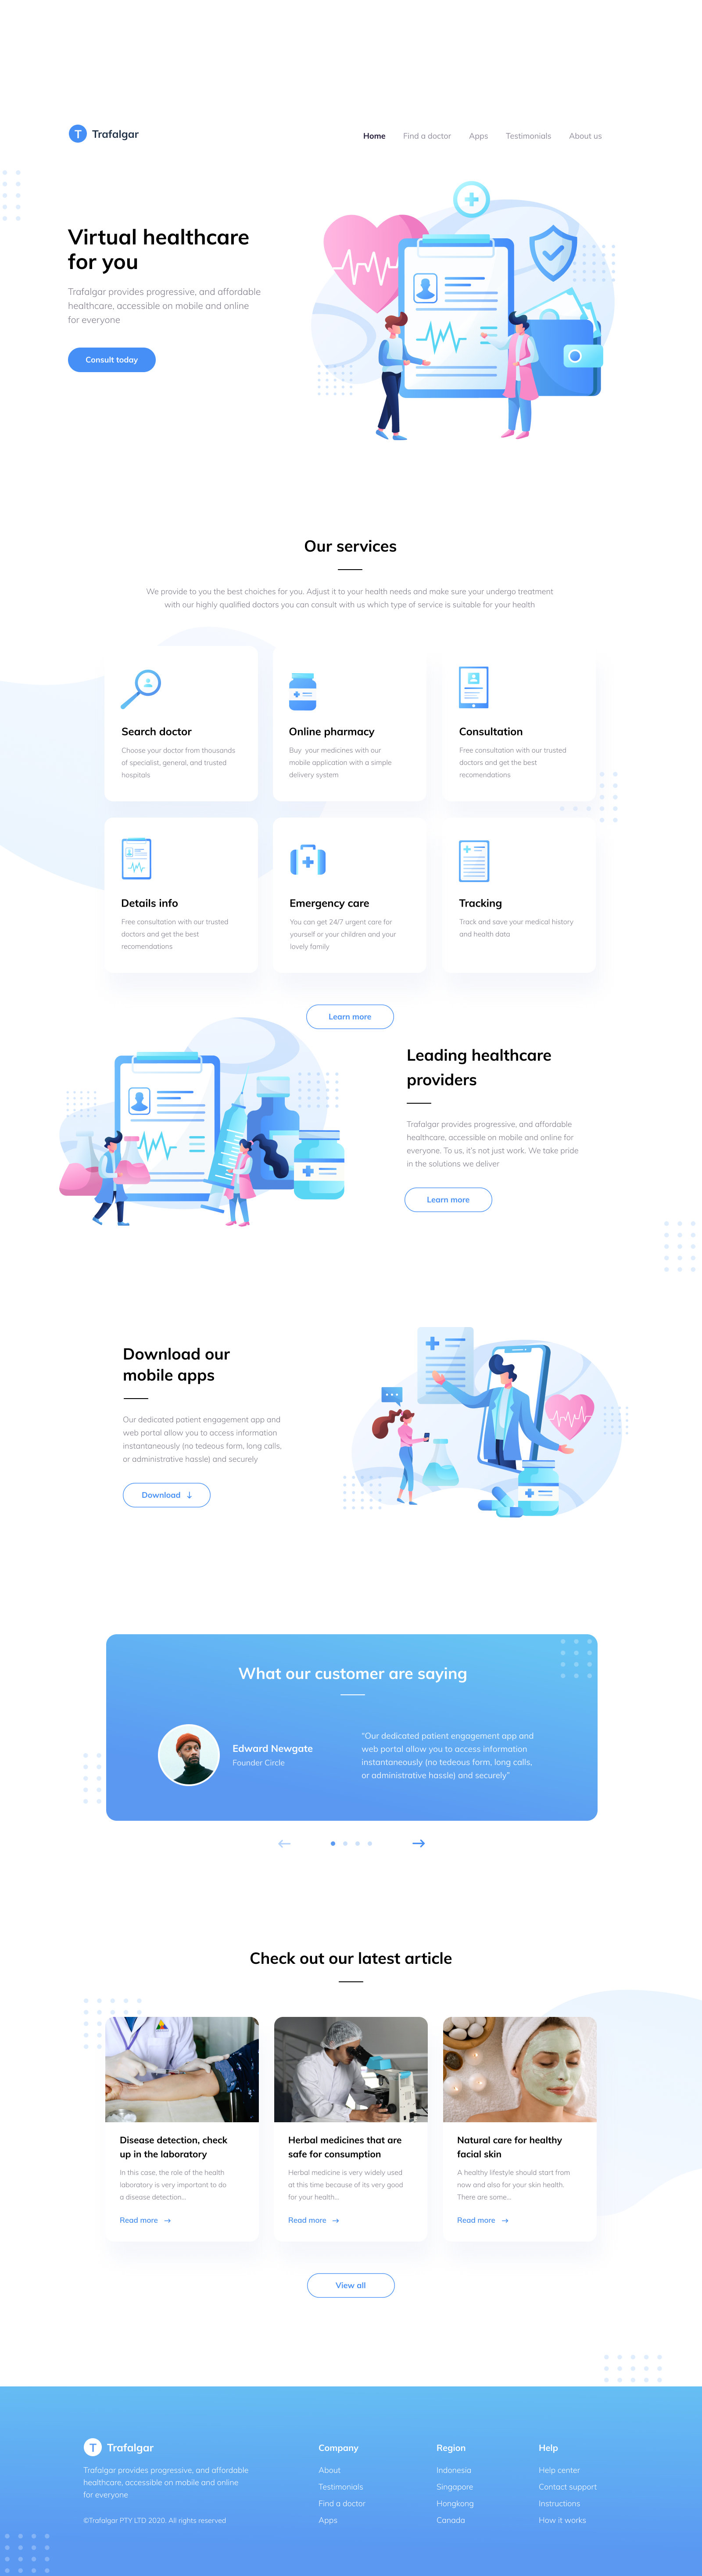 T Trafalgar
Home Find a doctor Apps Testimonials About us
Virtual healthcare
for you
Trafalgar provides progressive, and affordable
healthcare, accessible on mobile and online
for everyone
Consult today
Our services
We provide to you the best choiches for you. Adjust it to your health needs and make sure your undergo treatment
with our highly qualified doctors you can consult with us which type of service is suitable for your health
Search doctor
Choose your doctor from thousands
of specialist, general, and trusted
hospitals
Online pharmacy
Buy  your medicines with our
mobile application with a simple
delivery system
Consultation
Free consultation with our trusted
doctors and get the best
recomendations
Details info
Free consultation with our trusted
doctors and get the best
recomendations
Emergency care
You can get 24/7 urgent care for
yourself or your children and your
lovely family
Tracking
Track and save your medical history
and health data
Learn more
Leading healthcare
providers
Trafalgar provides progressive, and affordable
healthcare, accessible on mobile and online for
everyone. To us, it's not just work. We take pride
in the solutions we deliver
Learn more
Download our
mobile apps
Our dedicated patient engagement app and
web portal allow you to access information
instantaneously (no tedeous form, long calls,
or administrative hassle) and securely
Download ↓
What our customer are saying
Edward Newgate
Founder Circle
"Our dedicated patient engagement app and
web portal allow you to access information
instantaneously (no tedeous form, long calls,
or administrative hassle) and securely"
Check out our latest article
Disease detection, check
up in the laboratory
In this case, the role of the health
laboratory is very important to do
a disease detection...
Read more →
Herbal medicines that are
safe for consumption
Herbal medicine is very widely used
at this time because of its very good
for your health...
Read more →
Natural care for healthy
facial skin
A healthy lifestyle should start from
now and also for your skin health.
There are some...
Read more →
View all
T Trafalgar
Trafalgar provides progressive, and affordable
healthcare, accessible on mobile and online
for everyone
©Trafalgar PTY LTD 2020. All rights reserved
Company
About
Testimonials
Find a doctor
Apps
Region
Indonesia
Singapore
Hongkong
Canada
Help
Help center
Contact support
Instructions
How it works